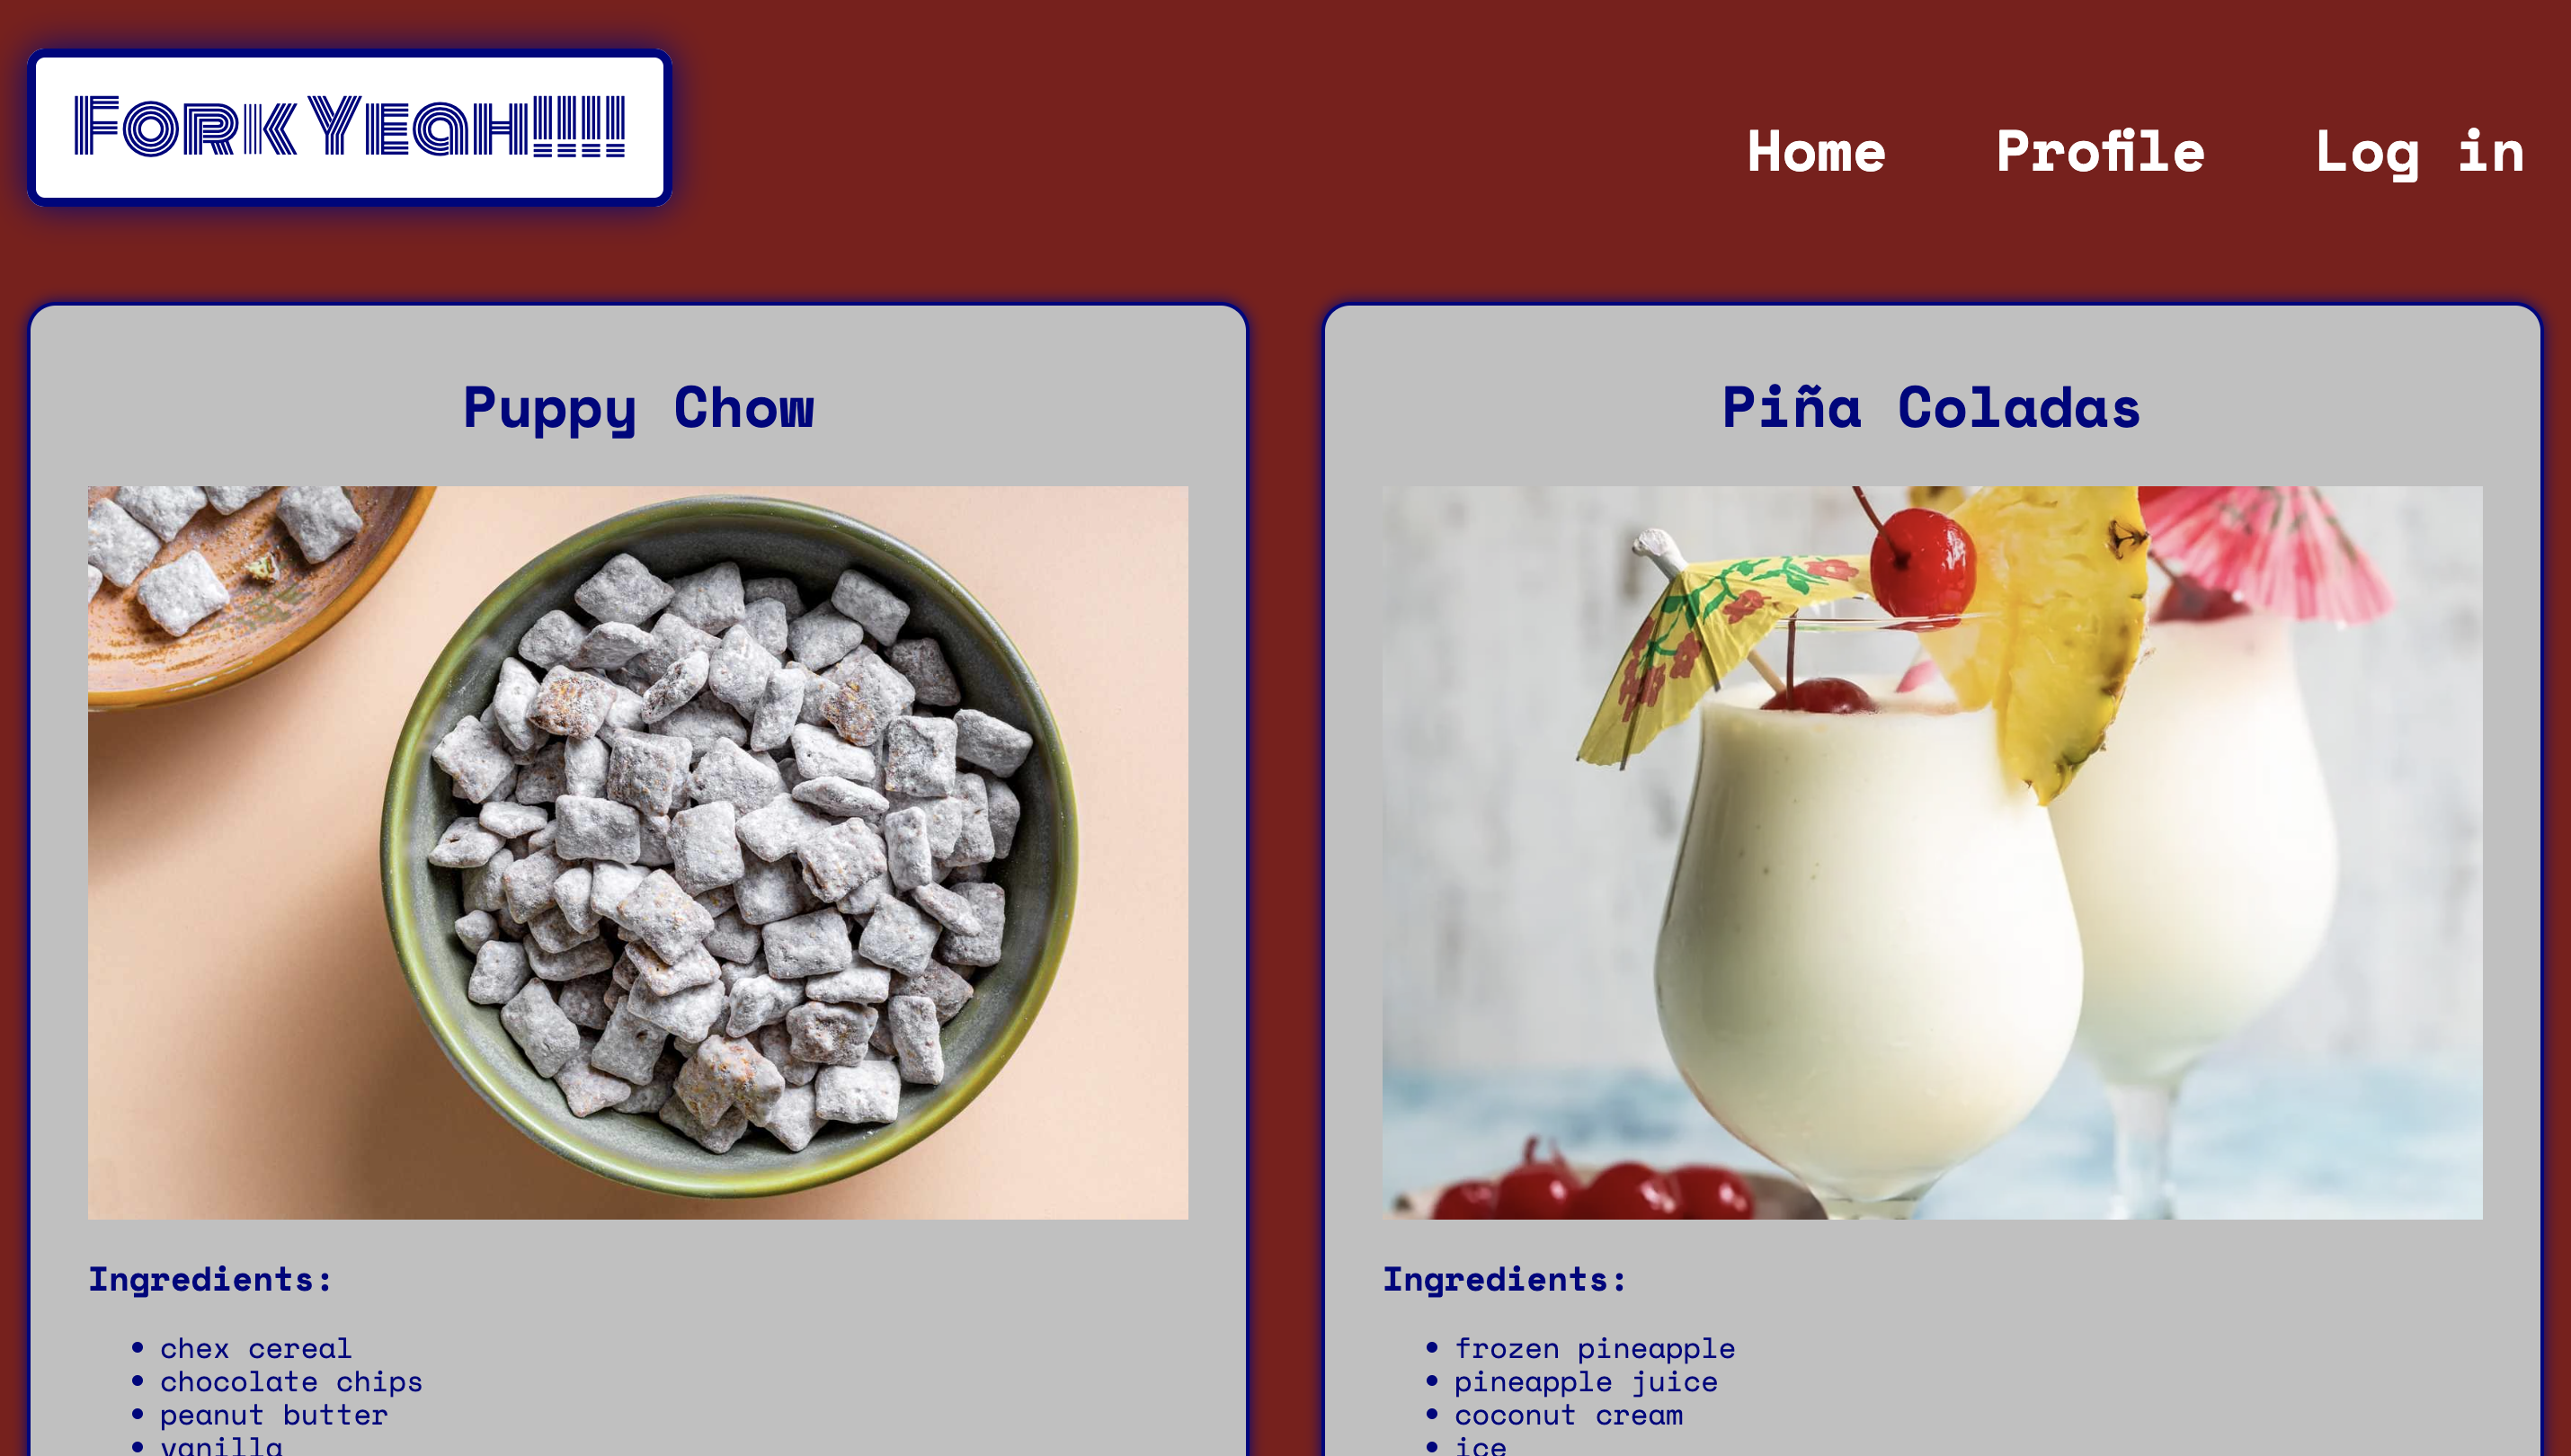 Fork Yeah!!!!
Home Profile Log in
Puppy Chow
Ingredients:
chex cereal
chocolate chips
peanut butter
vanilla
Piña Coladas
Ingredients:
frozen pineapple
pineapple juice
coconut cream
ice